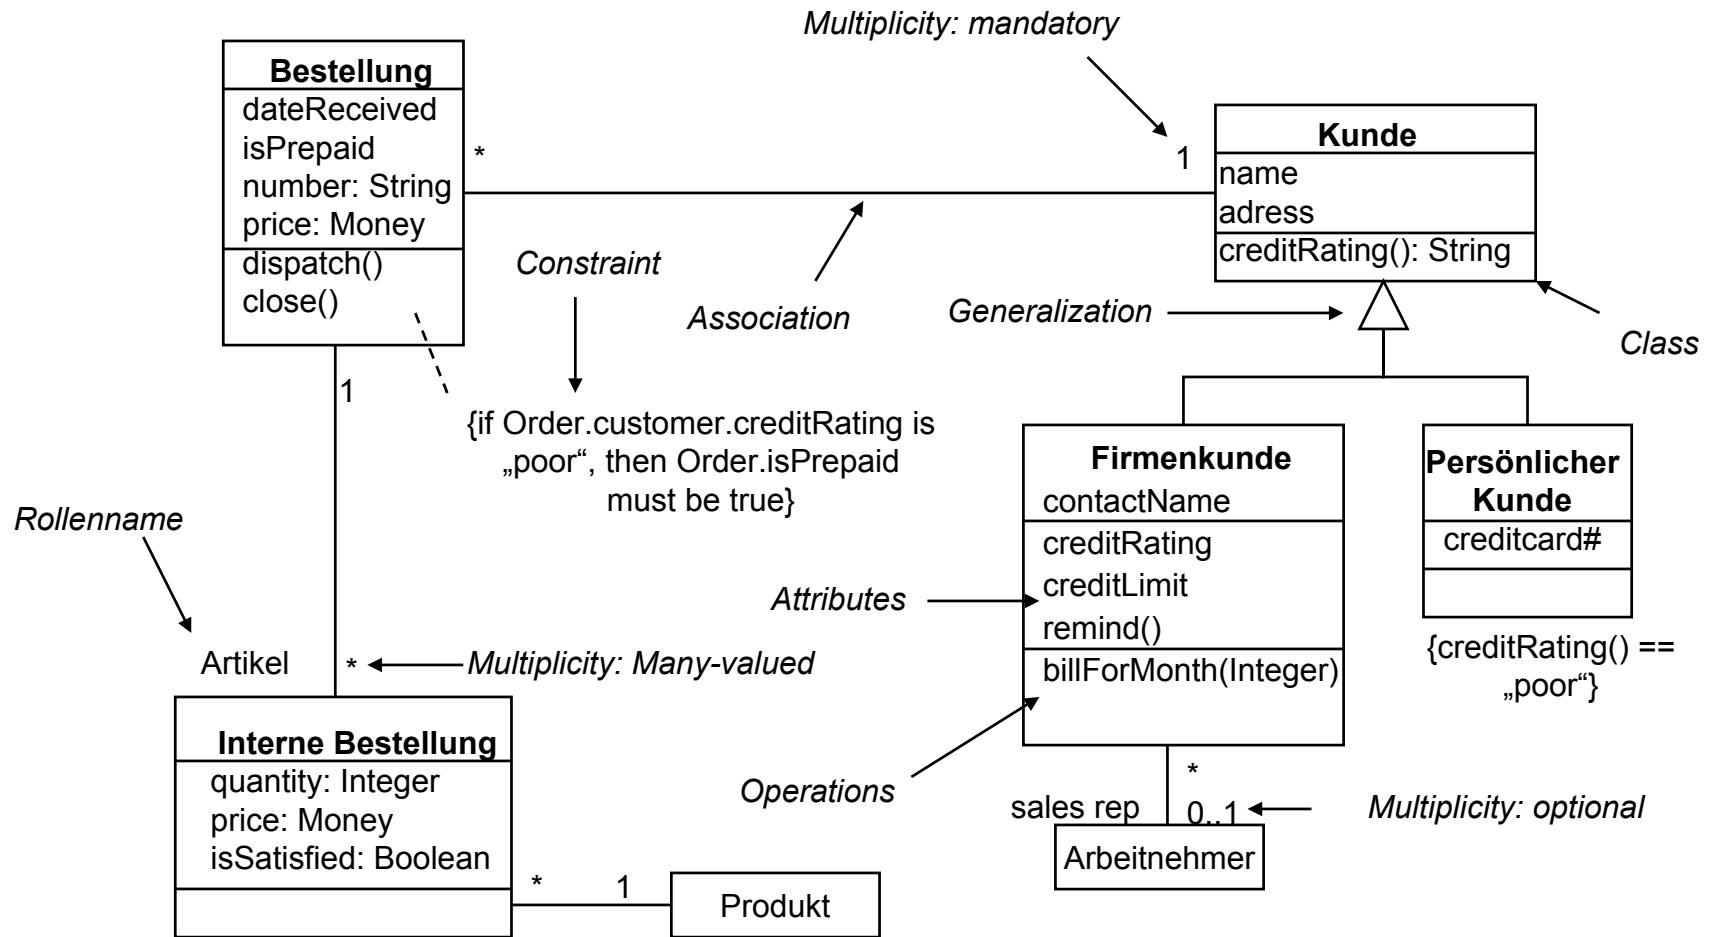 Multiplicity: mandatory
Bestellung
dateReceived
isPrepaid
number: String
price: Money
dispatch()
close()
*
1
Kunde
name
adress
creditRating(): String
Constraint
Association
Generalization
Class
1
{if Order.customer.creditRating is
„poor“, then Order.isPrepaid
must be true}
Firmenkunde
contactName
creditRating
creditLimit
remind()
billForMonth(Integer)
Persönlicher
Kunde
creditcard#
{creditRating() ==
„poor“}
Rollenname
Attributes
Artikel
*
Multiplicity: Many-valued
Interne Bestellung
quantity: Integer
price: Money
isSatisfied: Boolean
Operations
*
sales rep
0..1
Multiplicity: optional
Arbeitnehmer
*
1
Produkt